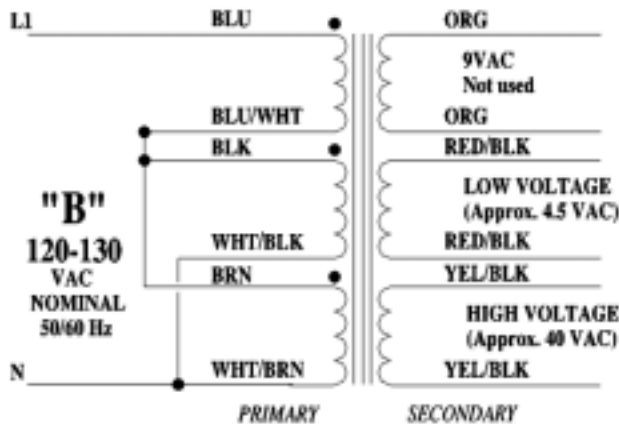 L1
BLU
ORG
9VAC
Not used
BLU/WHT
ORG
BLK
RED/BLK
"B"
120-130
VAC
NOMINAL
50/60 Hz
LOW VOLTAGE
(Approx. 4.5 VAC)
WHT/BLK
RED/BLK
BRN
YEL/BLK
HIGH VOLTAGE
(Approx. 40 VAC)
N
WHT/BRN
YEL/BLK
PRIMARY
SECONDARY